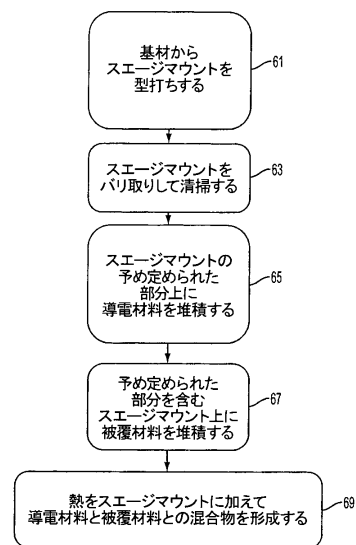 基材から
スエージマウントを
型打ちする
61
スエージマウントを
バリ取りして清掃する
63
スエージマウントの
予め定められた
部分上に
導電材料を堆積する
65
予め定められた
部分を含む
スエージマウント上に
被覆材料を堆積する
67
熱をスエージマウントに加えて
導電材料と被覆材料との混合物を形成する
69